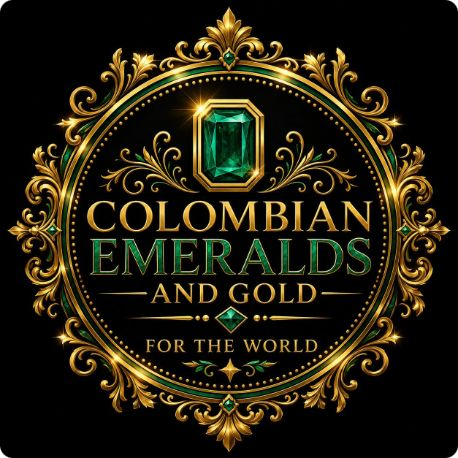 COLOMBIAN
EMERALDS
AND GOLD
FOR THE WORLD